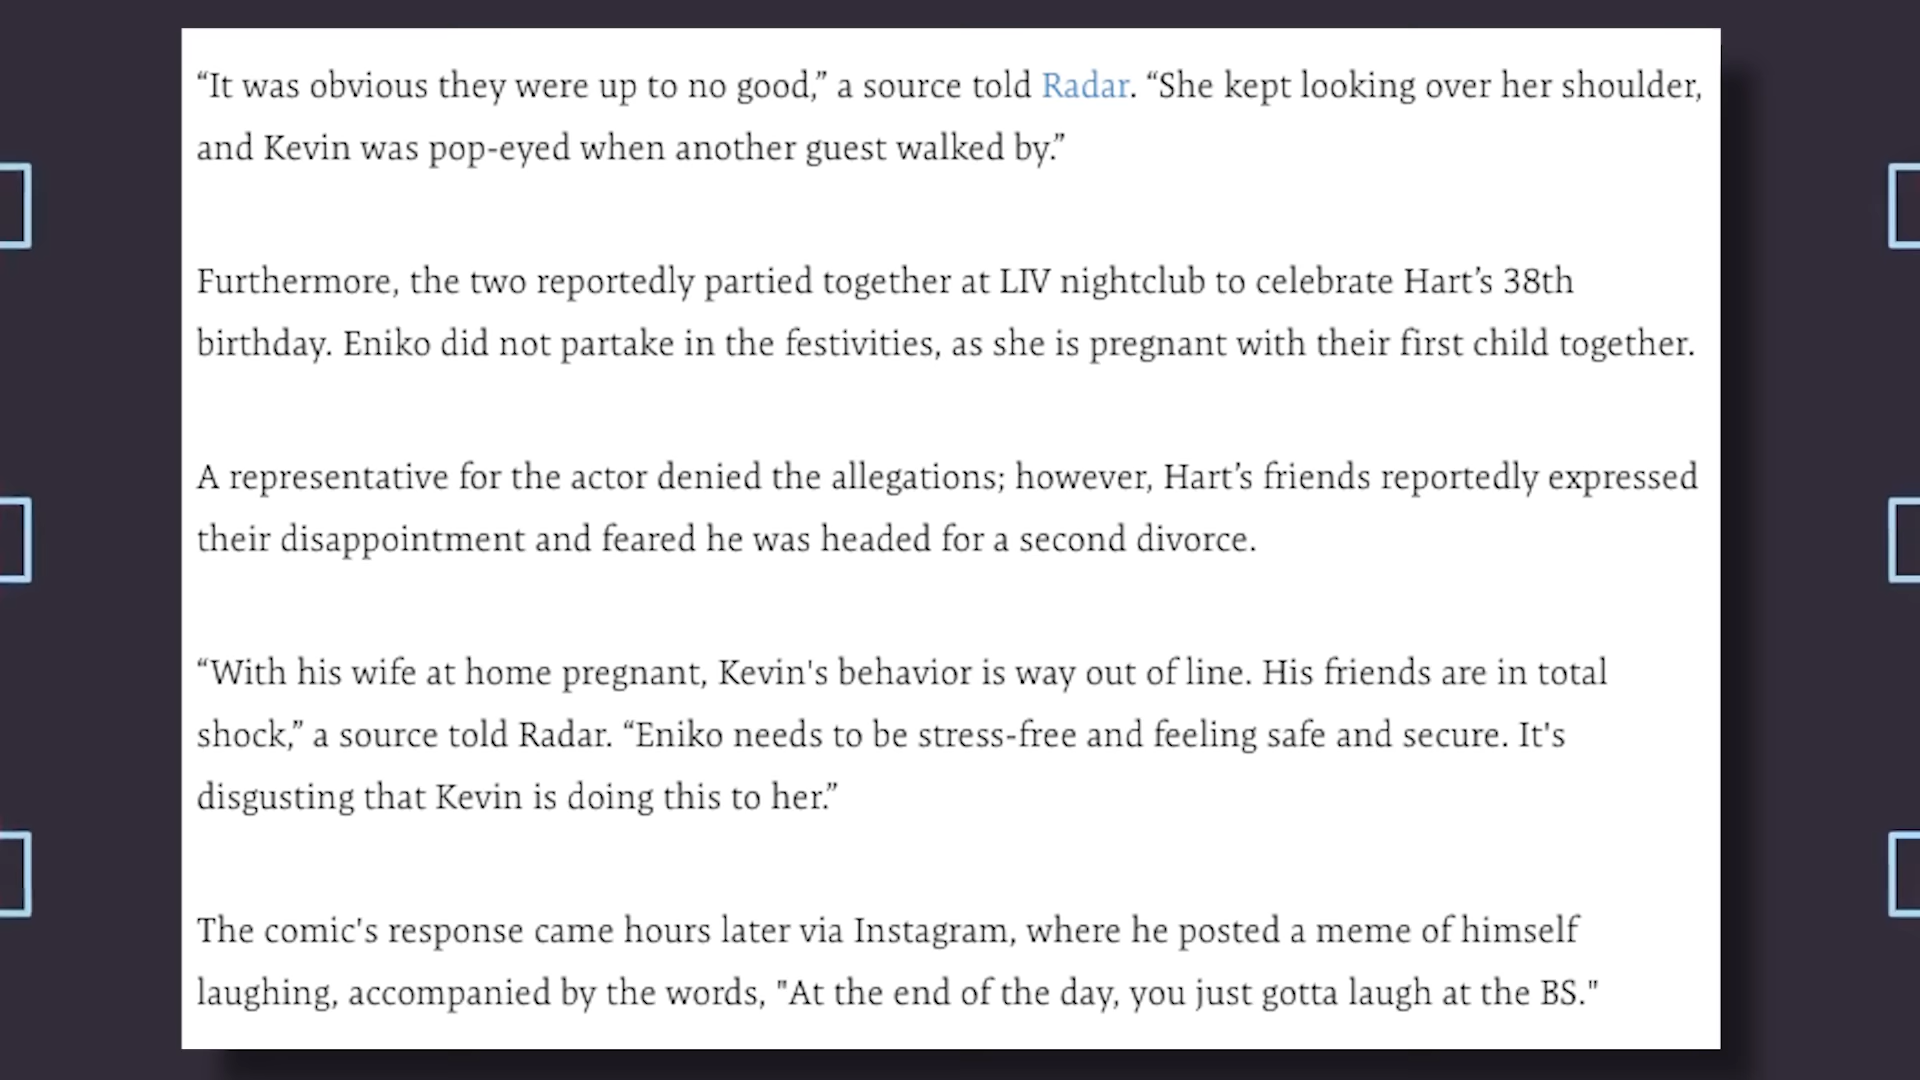 “It was obvious they were up to no good,” a source told Radar. “She kept looking over her shoulder,
and Kevin was pop-eyed when another guest walked by.”
Furthermore, the two reportedly partied together at LIV nightclub to celebrate Hart’s 38th
birthday. Eniko did not partake in the festivities, as she is pregnant with their first child together.
A representative for the actor denied the allegations; however, Hart’s friends reportedly expressed
their disappointment and feared he was headed for a second divorce.
“With his wife at home pregnant, Kevin's behavior is way out of line. His friends are in total
shock,” a source told Radar. “Eniko needs to be stress-free and feeling safe and secure. It's
disgusting that Kevin is doing this to her.”
The comic's response came hours later via Instagram, where he posted a meme of himself
laughing, accompanied by the words, "At the end of the day, you just gotta laugh at the BS."